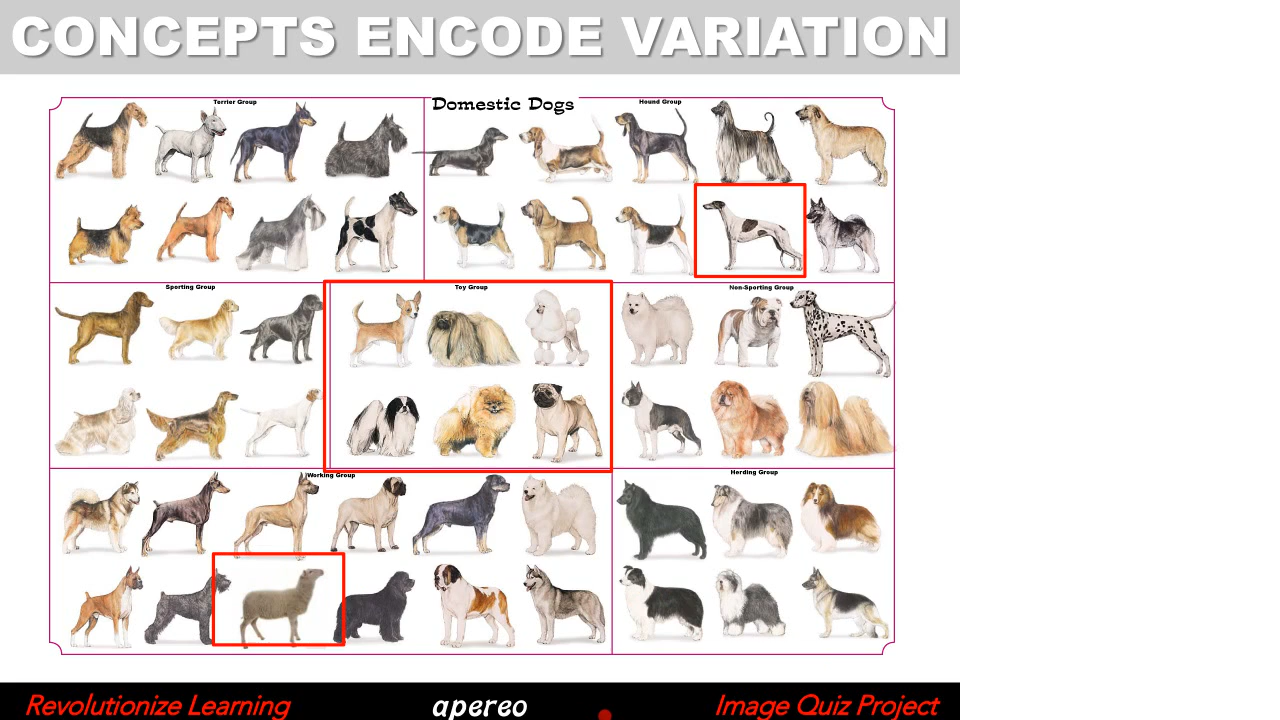 CONCEPTS ENCODE VARIATION
Terrier Group
Domestic Dogs
Hound Group
Sporting Group
Toy Group
Non-Sporting Group
Working Group
Herding Group
Revolutionize Learning
apereo
Image Quiz Project